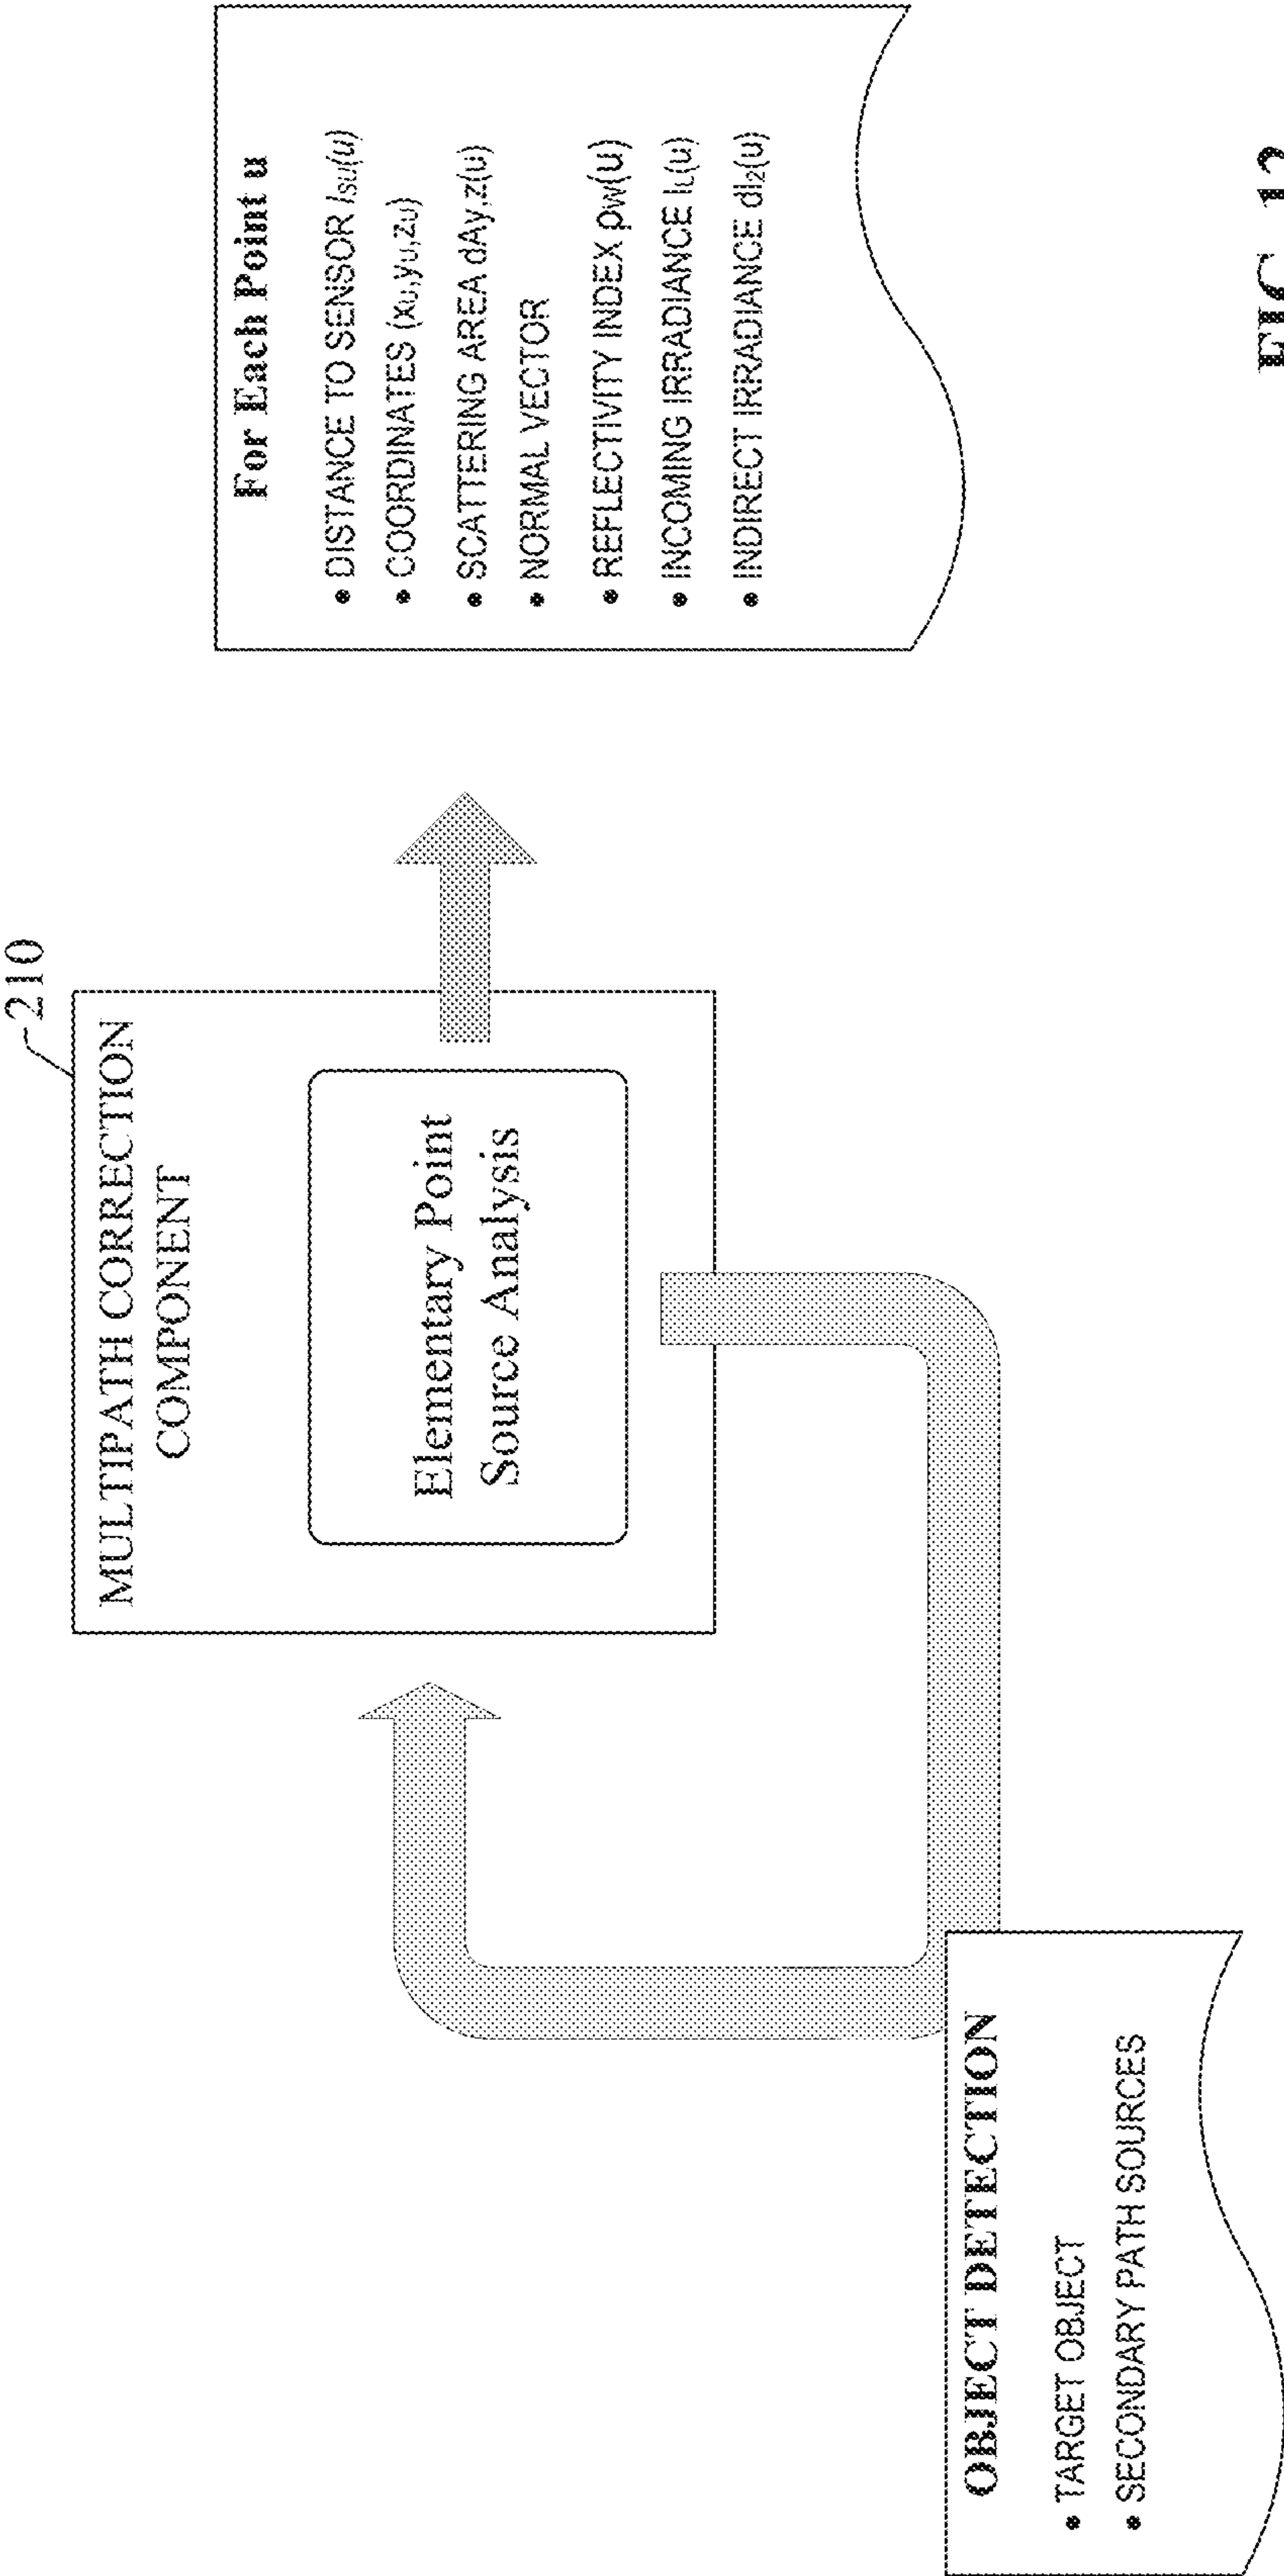 210
MULTIPATH CORRECTION
COMPONENT
Elementary Point
Source Analysis
For Each Point u
• DISTANCE TO SENSOR lSU(u)
• COORDINATES (xU,yU,zU)
• SCATTERING AREA dAy,z(u)
• NORMAL VECTOR
• REFLECTIVITY INDEX ρW(u)
• INCOMING IRRADIANCE IL(u)
• INDIRECT IRRADIANCE dI2(u)
OBJECT DETECTION
• TARGET OBJECT
• SECONDARY PATH SOURCES